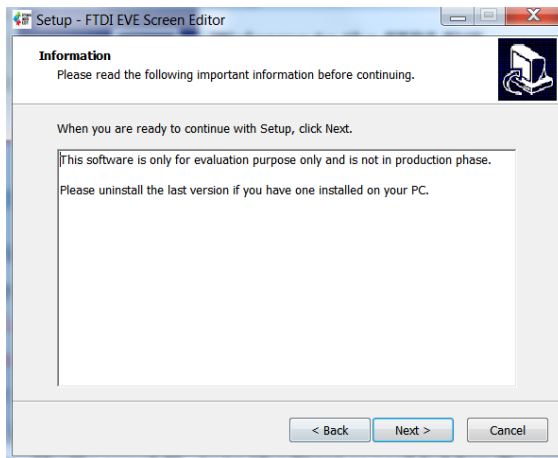 Setup - FTDI EVE Screen Editor
Information
Please read the following important information before continuing.
When you are ready to continue with Setup, click Next.
This software is only for evaluation purpose only and is not in production phase.
Please uninstall the last version if you have one installed on your PC.
< Back
Next >
Cancel